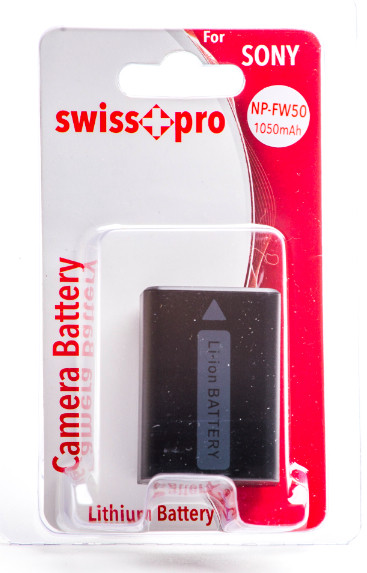 For
SONY
swiss pro
NP-FW50
1050mAh
Camera Battery
Li-ion BATTERY
Lithium Battery